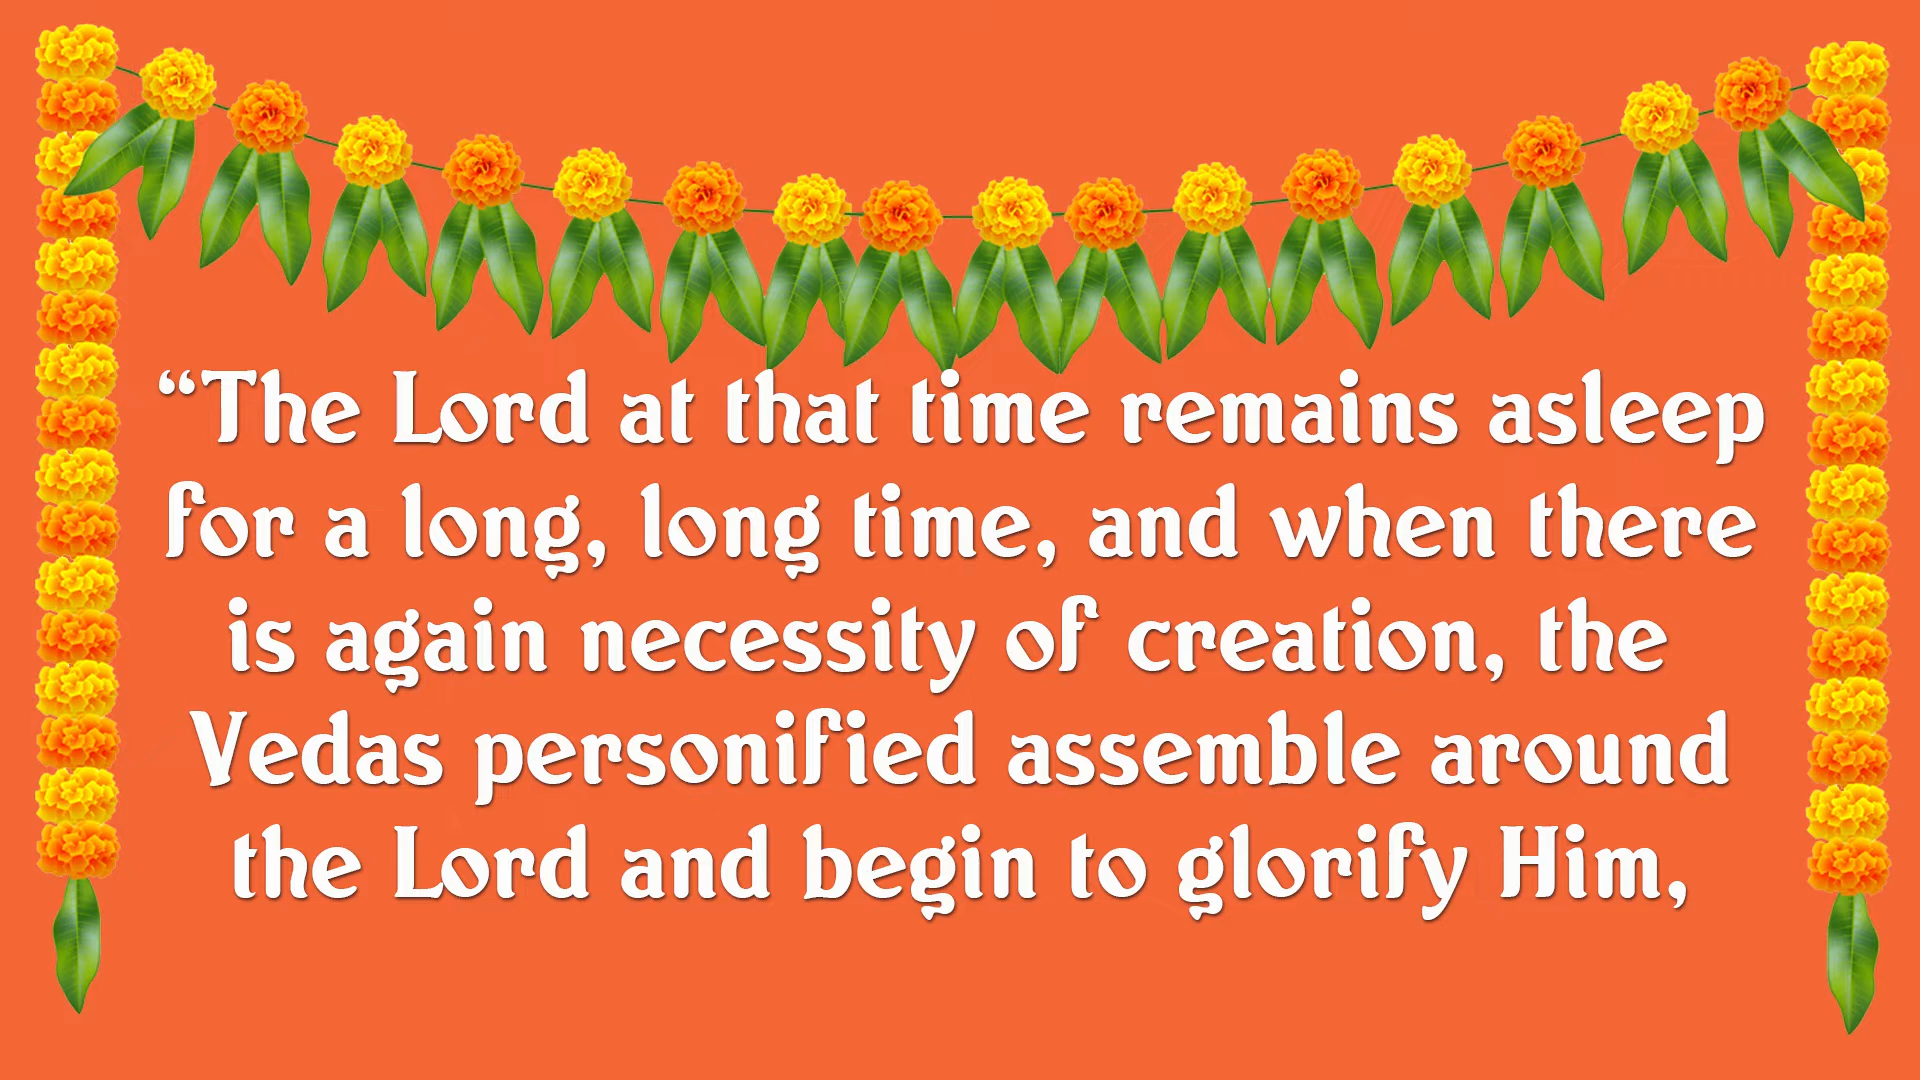 “The Lord at that time remains asleep
for a long, long time, and when there
is again necessity of creation, the
Vedas personified assemble around
the Lord and begin to glorify Him,